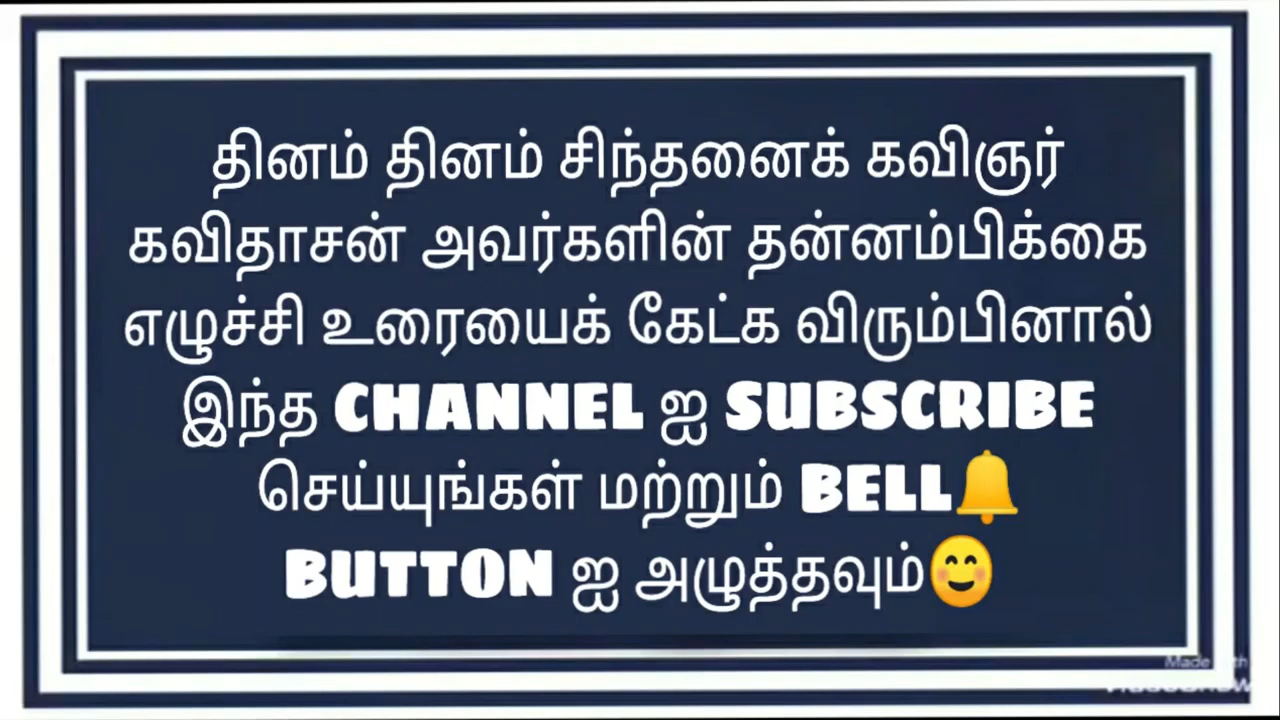 தினம் தினம் சிந்தனைக் கவிஞர்
கவிதாசன் அவர்களின் தன்னம்பிக்கை
எழுச்சி உரையைக் கேட்க விரும்பினால்
இந்த CHANNEL ஐ SUBSCRIBE
செய்யுங்கள் மற்றும் BELL🔔
BUTTON ஐ அழுத்தவும்😊
Made